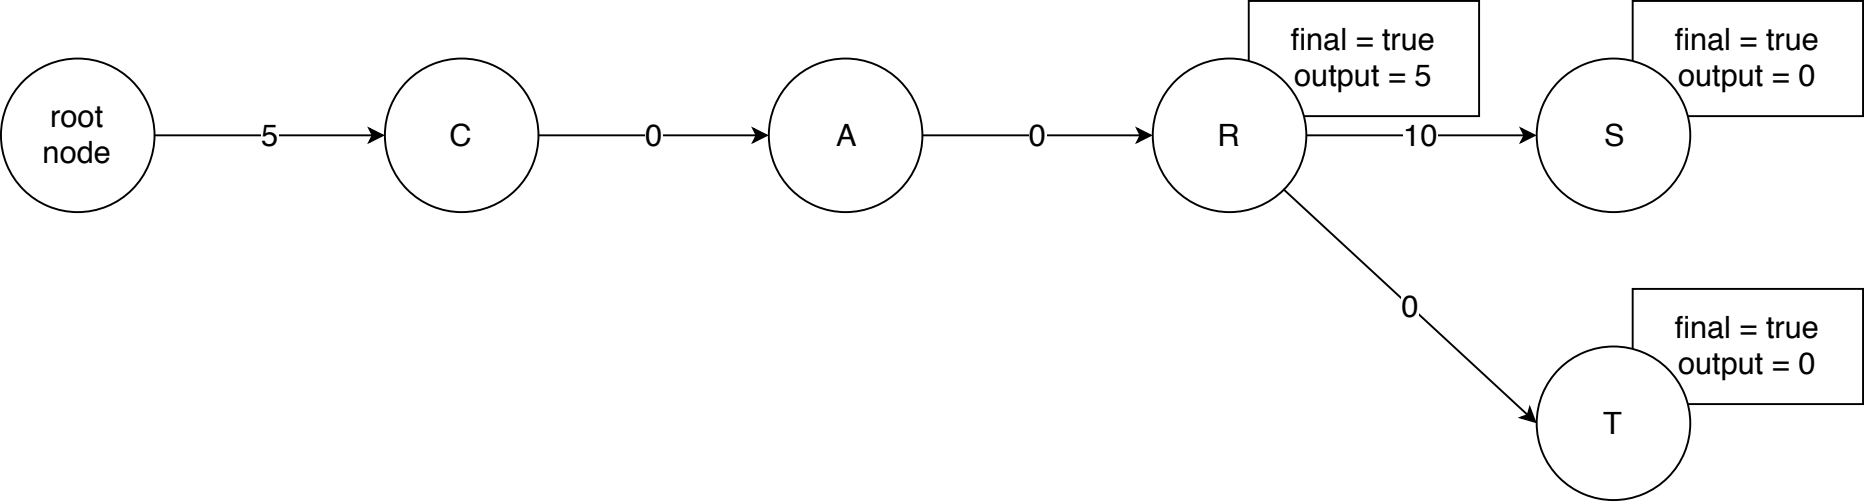 final = true
output = 5
final = true
output = 0
root
node
5
C
0
A
0
R
10
S
0
final = true
output = 0
T